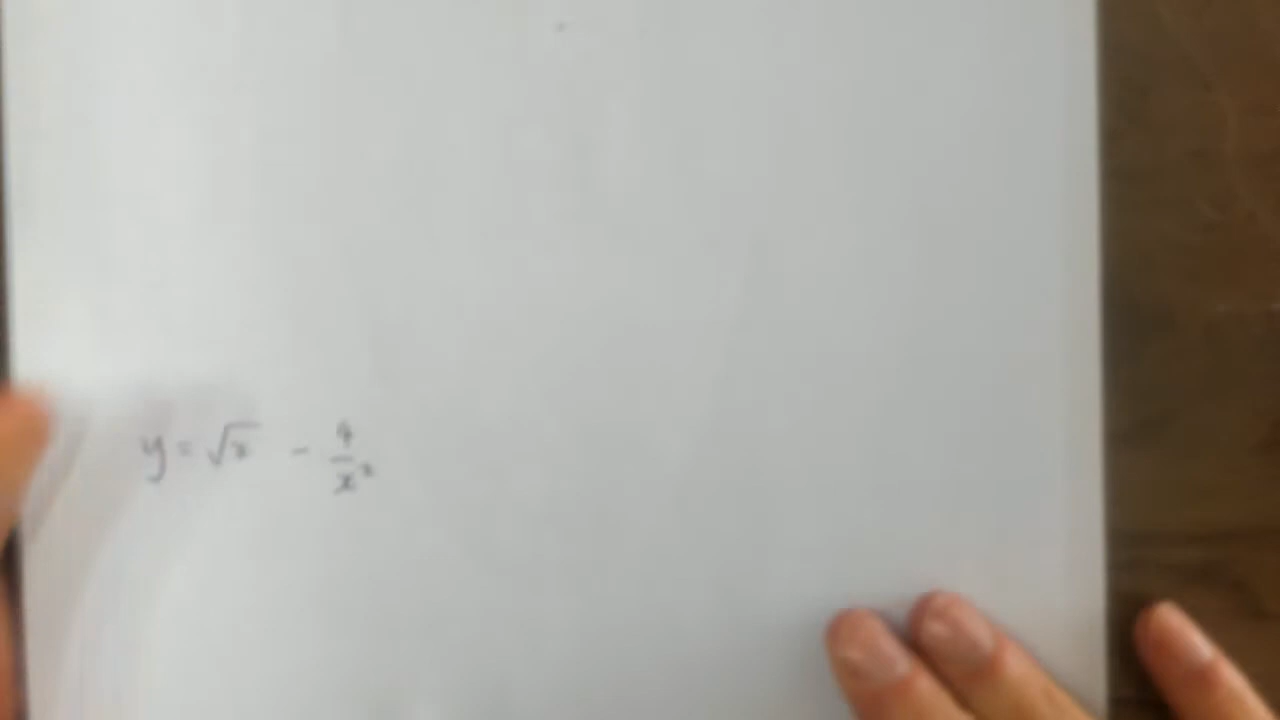 y = √x - 4/x²